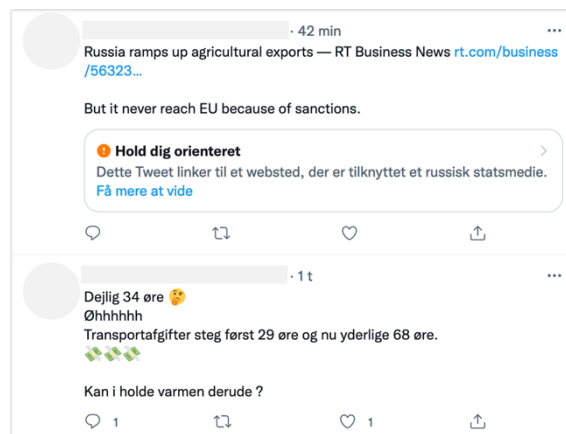 · 42 min
Russia ramps up agricultural exports — RT Business News rt.com/business
/56323...
But it never reach EU because of sanctions.
Hold dig orienteret
Dette Tweet linker til et websted, der er tilknyttet et russisk statsmedie.
Få mere at vide
· 1 t
Dejlig 34 øre 🤔
Øhhhhhh
Transportafgifter steg først 29 øre og nu yderlige 68 øre.
💸💸💸
Kan i holde varmen derude ?
1 1